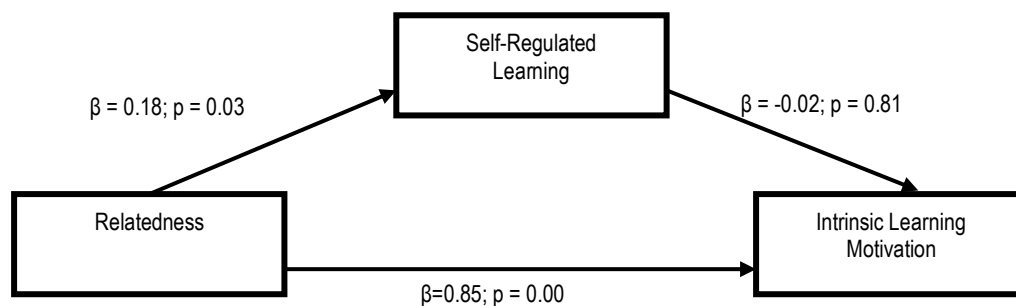 Self-Regulated
Learning
β = 0.18; p = 0.03
β = -0.02; p = 0.81
Relatedness
Intrinsic Learning
Motivation
β=0.85; p = 0.00